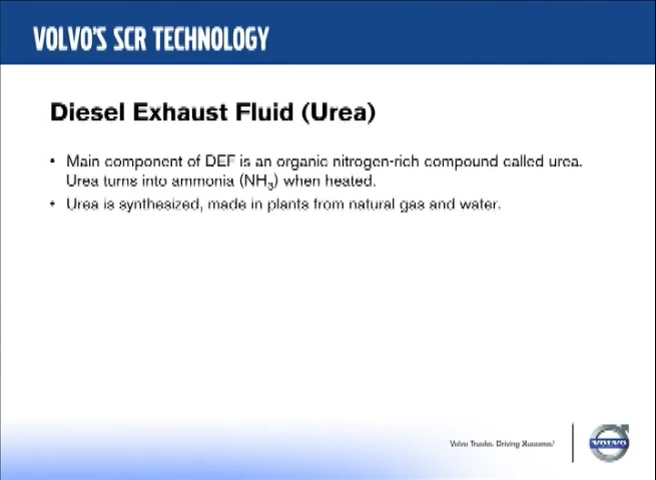 VOLVO'S SCR TECHNOLOGY
Diesel Exhaust Fluid (Urea)
• Main component of DEF is an organic nitrogen-rich compound called urea.
Urea turns into ammonia (NH₃) when heated.
• Urea is synthesized, made in plants from natural gas and water.
Volvo Trucks. Driving
VOLVO